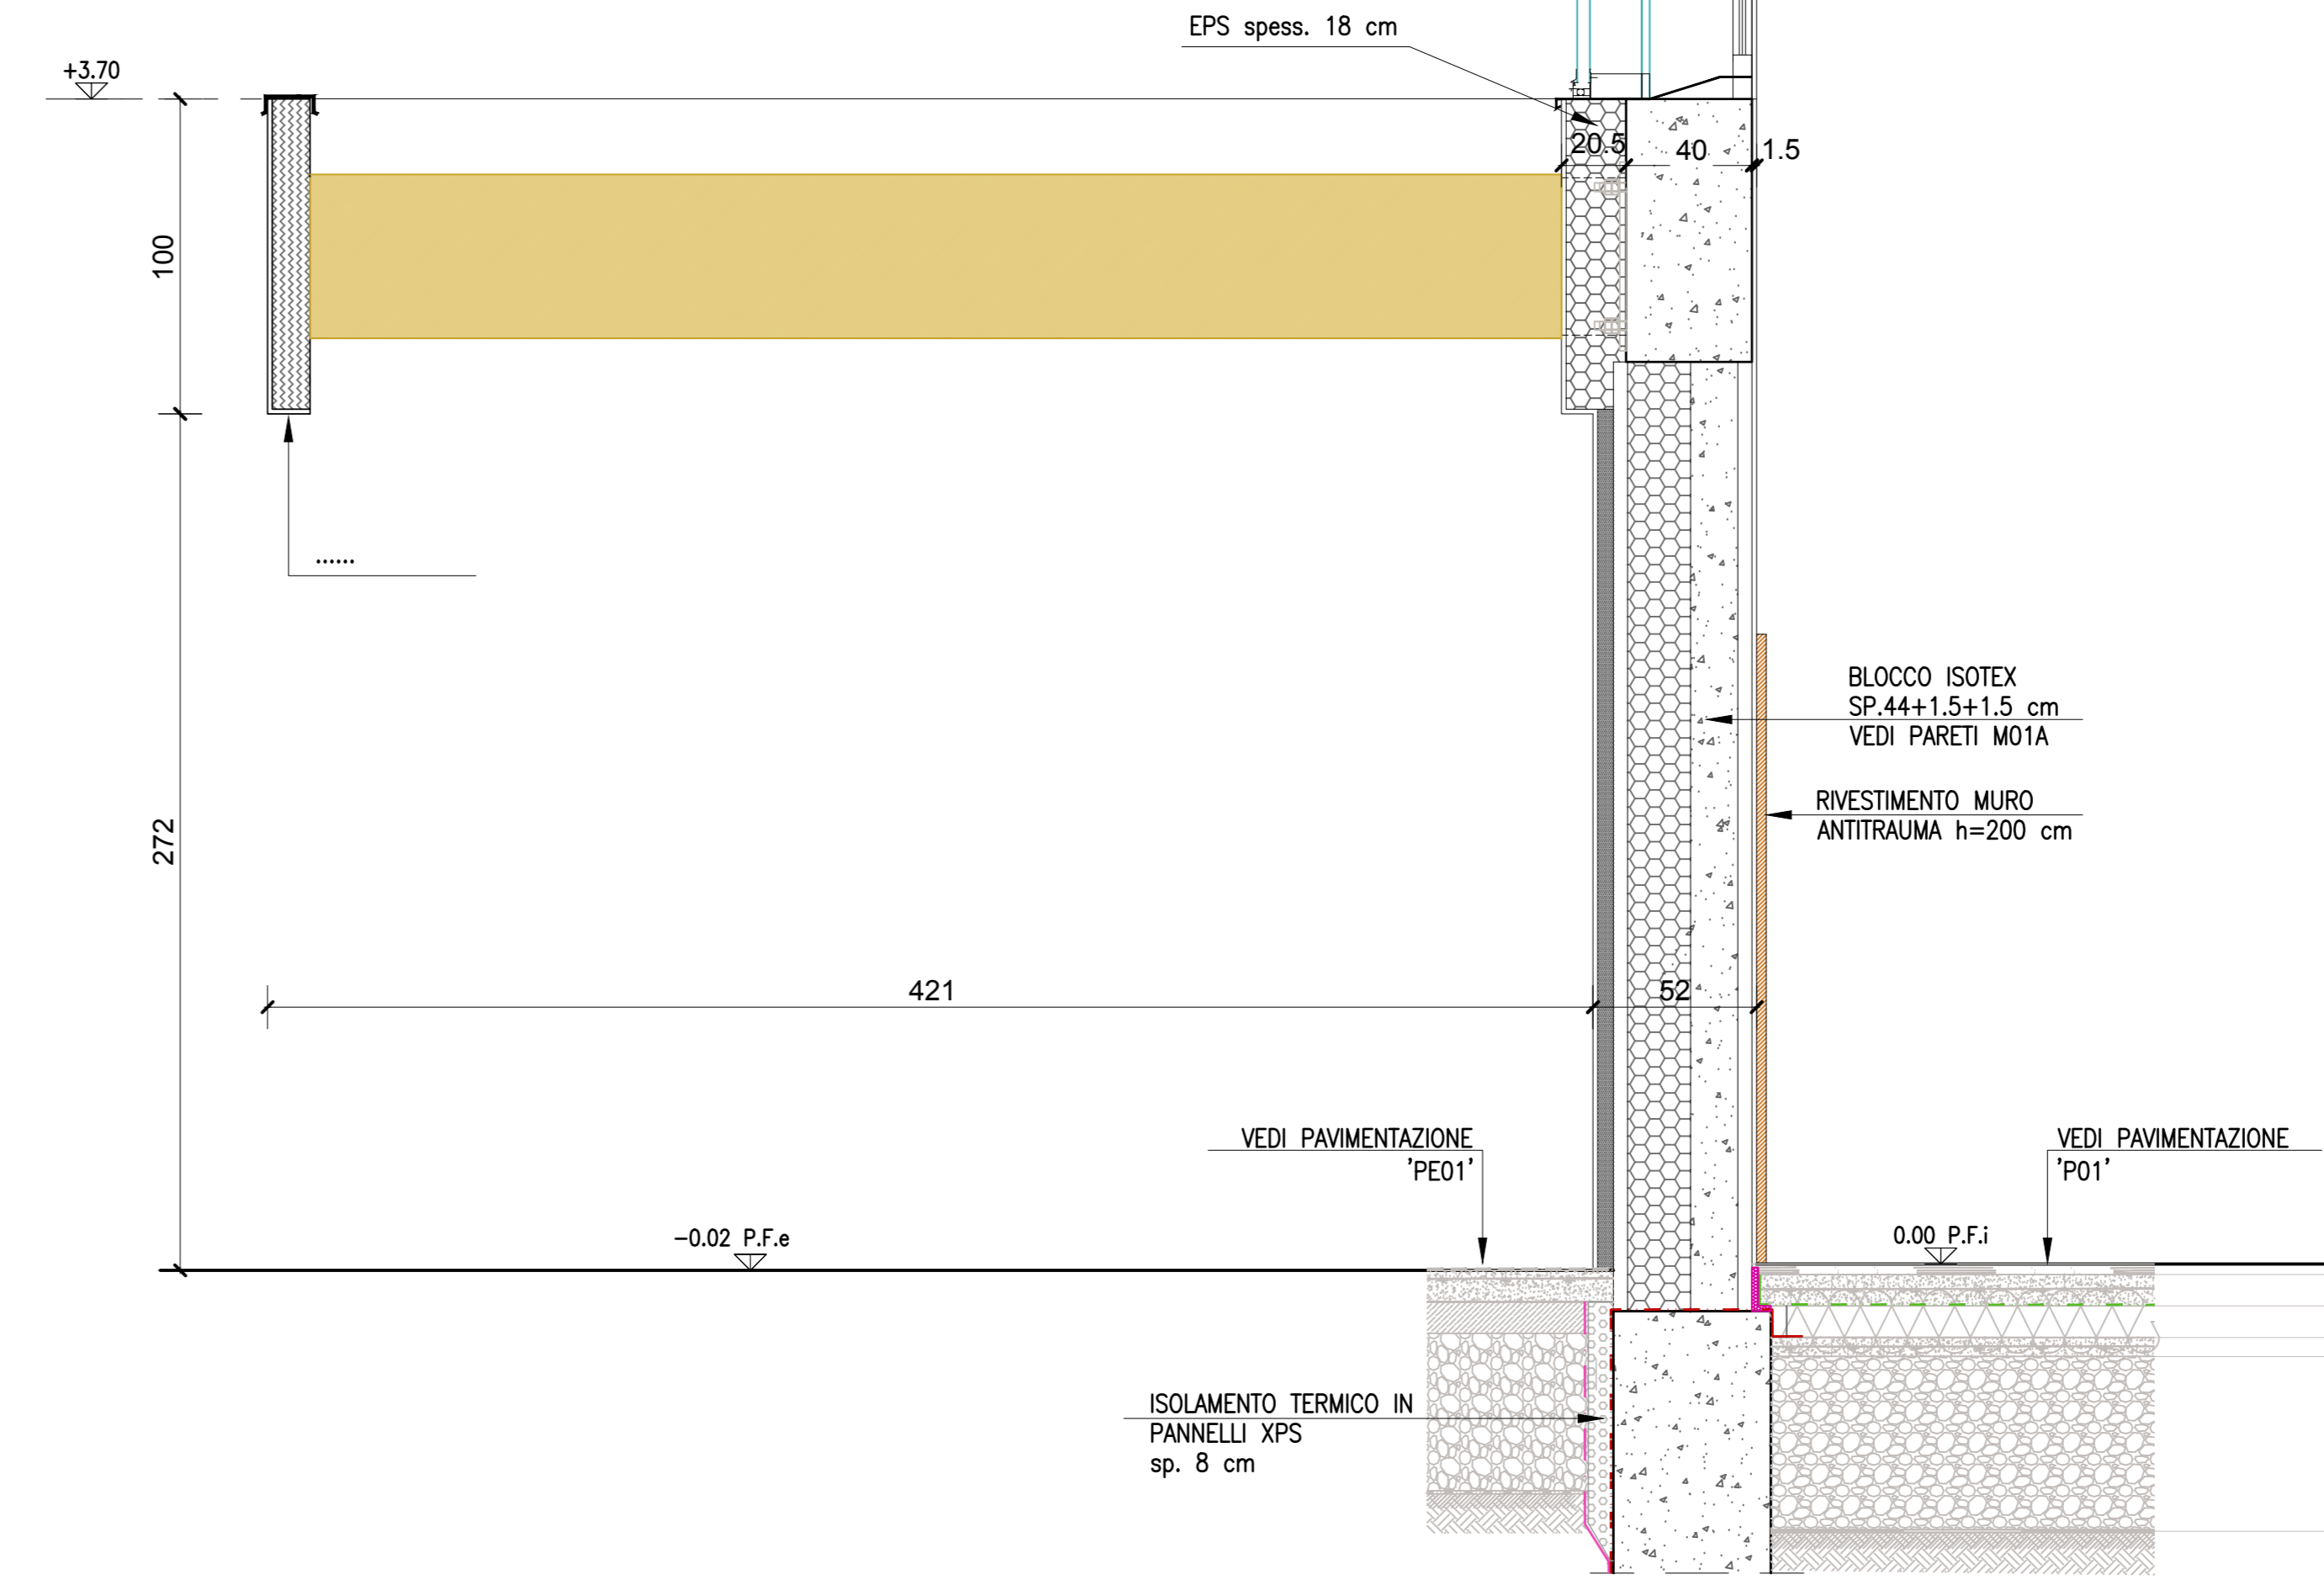 EPS spess. 18 cm
+3.70
20.5
40
1.5
100
......
BLOCCO ISOTEX
SP.44+1.5+1.5 cm
VEDI PARETI M01A
RIVESTIMENTO MURO
ANTITRAUMA h=200 cm
272
421
52
VEDI PAVIMENTAZIONE
'PE01'
VEDI PAVIMENTAZIONE
'P01'
-0.02 P.F.e
0.00 P.F.i
ISOLAMENTO TERMICO IN
PANNELLI XPS
sp. 8 cm